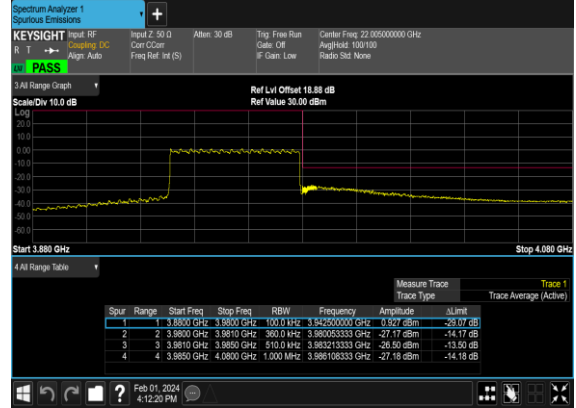 Spectrum Analyzer 1
Spurious Emissions
KEYSIGHT Input: RF Input Z: 50 Ω Atten: 30 dB Trig: Free Run Center Freq: 22.005000000 GHz
R T Coupling: DC Corr CCorr Gate: Off Avg|Hold: 100/100
Align: Auto Freq Ref: Int (S) IF Gain: Low Radio Std: None
LW PASS
3 All Range Graph
Ref Lvl Offset 18.88 dB
Scale/Div 10.0 dB Ref Value 30.00 dBm
Log
20.0
10.0
0.00
-10.0
-20.0
-30.0
-40.0
-50.0
-60.0
Start 3.880 GHz Stop 4.080 GHz
4 All Range Table
Measure Trace Trace 1
Trace Type Trace Average (Active)
Spur Range Start Freq Stop Freq RBW Frequency Amplitude ΔLimit
1 1 3.8800 GHz 3.9800 GHz 100.0 kHz 3.942500000 GHz 0.927 dBm -29.07 dB
2 2 3.9800 GHz 3.9810 GHz 360.0 kHz 3.980053333 GHz -27.17 dBm -14.17 dB
3 3 3.9810 GHz 3.9850 GHz 510.0 kHz 3.983213333 GHz -26.50 dBm -13.50 dB
4 4 3.9850 GHz 4.0800 GHz 1.000 MHz 3.986108333 GHz -27.18 dBm -14.18 dB
Feb 01, 2024
4:12:20 PM